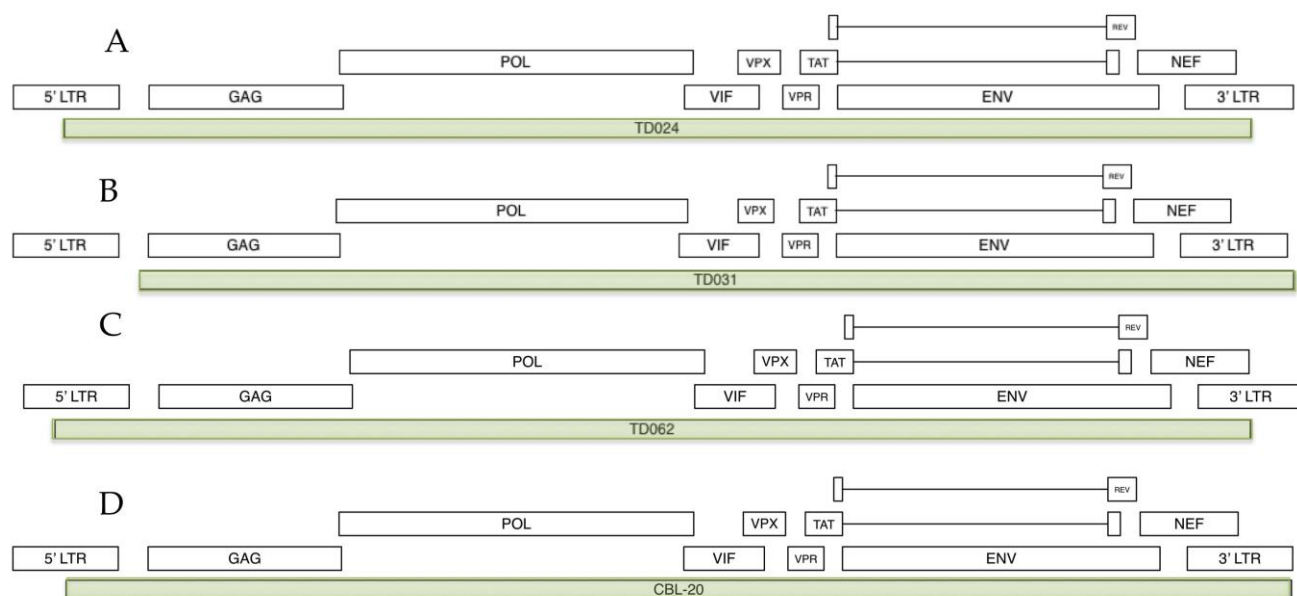 A
REV
POL VPX TAT NEF
5' LTR GAG VIF VPR ENV 3' LTR
TD024
B
REV
POL VPX TAT NEF
5' LTR GAG VIF VPR ENV 3' LTR
TD031
C
REV
POL VPX TAT NEF
5' LTR GAG VIF VPR ENV 3' LTR
TD062
D
REV
POL VPX TAT NEF
5' LTR GAG VIF VPR ENV 3' LTR
CBL-20